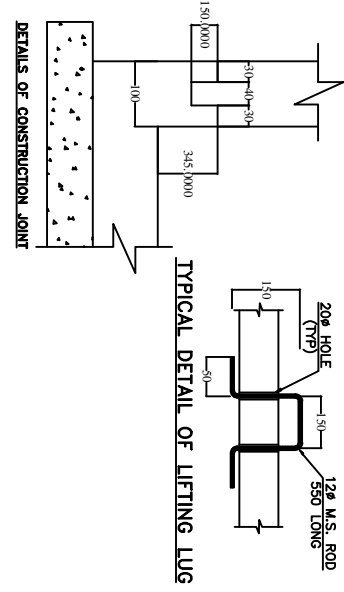 150.0000
30
40
30
100
345.0000
DETAILS OF CONSTRUCTION JOINT
20ø HOLE
(TYP)
150
150
50
12ø M.S. ROD
550 LONG
TYPICAL DETAIL OF LIFTING LUG